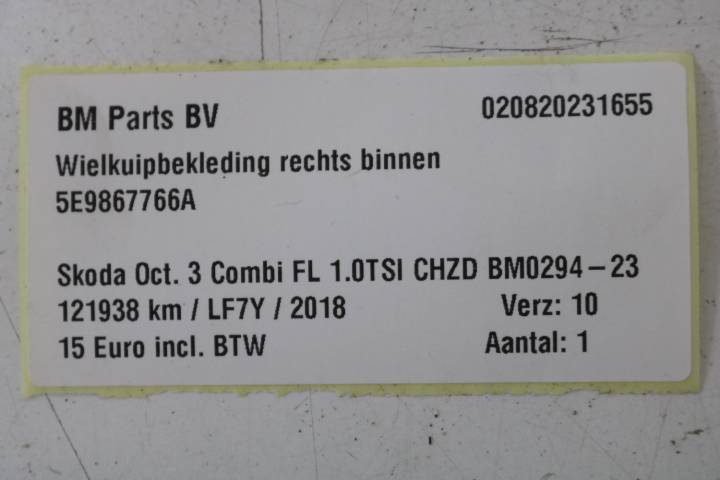 BM Parts BV 020820231655
Wielkuipbekleding rechts binnen
5E9867766A
Skoda Oct. 3 Combi FL 1.0TSI CHZD BM0294-23
121938 km / LF7Y / 2018 Verz: 10
15 Euro incl. BTW Aantal: 1